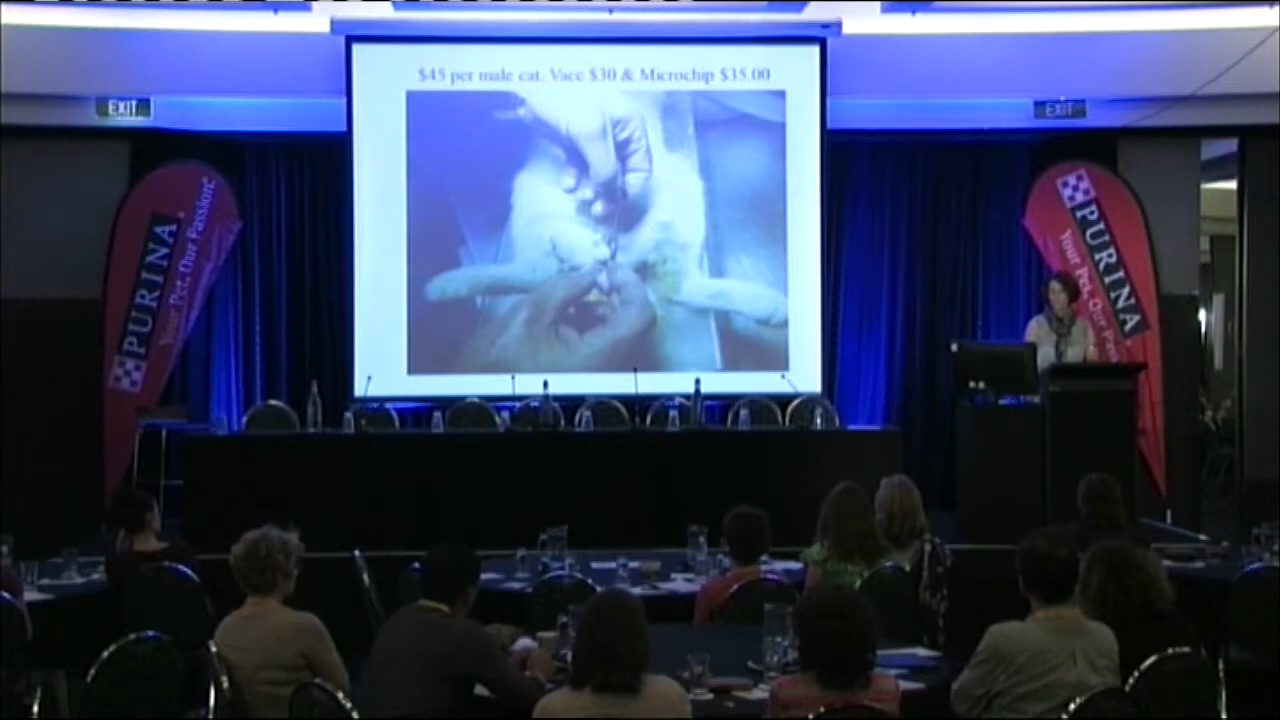 EXIT
$45 per male cat. Vacc $30 & Microchip $35.00
EXIT
PURINA
Your Pet, Our Passion.
PURINA
Your Pet, Our Pas